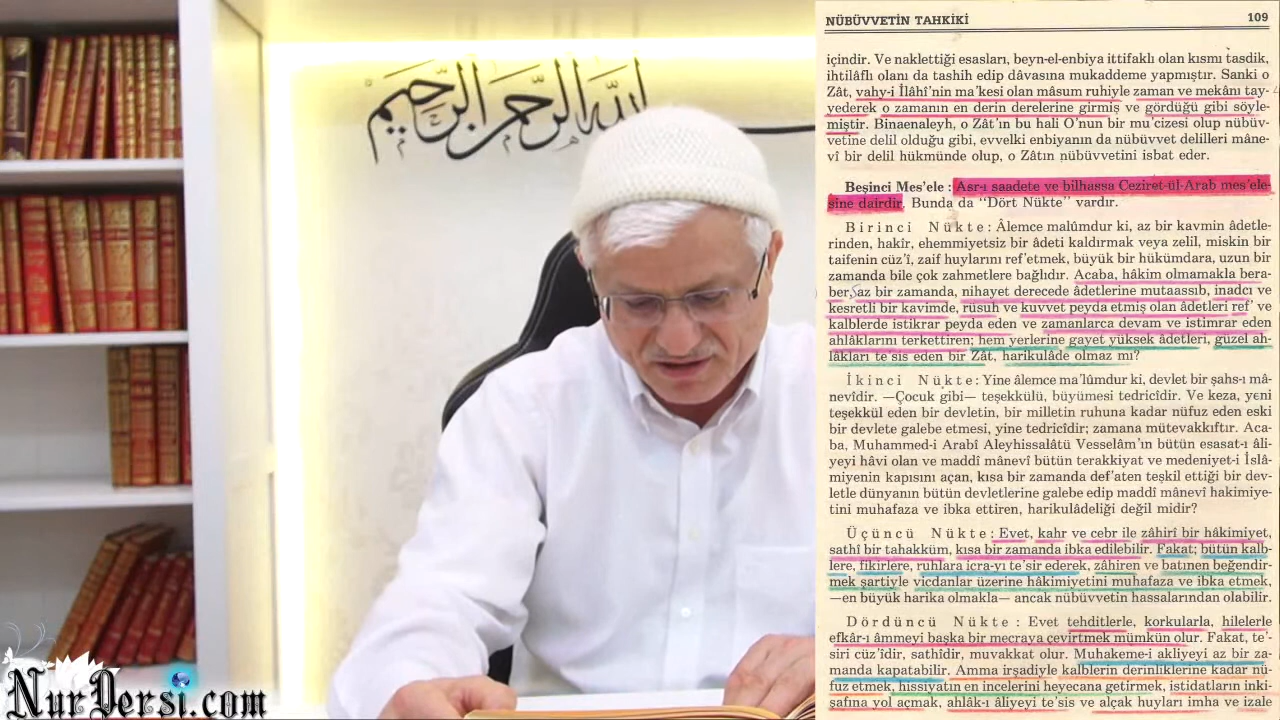 بسم الله الرحمن الرحيم
NÜBÜVVETİN TAHKİKİ 109
içindir. Ve naklettiği esasları, beyn-el-enbiya ittifaklı olan kısmı tasdik,
ihtilâflı olanı da tashih edip dâvasına mukaddeme yapmıştır. Sanki o
Zât, vahy-i İlâhî'nin ma'kesi olan mâsum ruhiyle zaman ve mekânı tay-
yederek o zamanın en derin derelerine girmiş ve gördüğü gibi söyle-
miştir. Binaenaleyh, o Zât'ın bu hali O'nun bir mu'cizesi olup nübüv-
vetine delil olduğu gibi, evvelki enbiyanın da nübüvvet delilleri mâne-
vî bir delil hükmünde olup, o Zâtın nübüvvetini isbat eder.
Beşinci Mes'ele : Asr-ı saadete ve bilhassa Ceziret-ül-Arab mes'ele-
sine dairdir. Bunda da "Dört Nükte" vardır.
Birinci Nükte: Âlemce malûmdur ki, az bir kavmin âdetle-
rinden, hakîr, ehemmiyetsiz bir âdeti kaldırmak veya zelil, miskin bir
taifenin cüz'î, zaif huylarını ref'etmek, büyük bir hükümdara, uzun bir
zamanda bile çok zahmetlere bağlıdır. Acaba, hâkim olmamakla bera-
ber, az bir zamanda, nihayet derecede âdetlerine mutaassıb, inadcı ve
kesretli bir kavimde, rüsuh ve kuvvet peyda etmiş olan âdetleri ref' ve
kalblerde istikrar peyda eden ve zamanlarca devam ve istimrar eden
ahlâklarını terkettiren; hem yerlerine gayet yüksek âdetleri, güzel ah-
lâkları te'sis eden bir Zât, harikulâde olmaz mı?
İkinci Nükte: Yine âlemce ma'lûmdur ki, devlet bir şahs-ı mâ-
nevîdir. —Çocuk gibi— teşekkülü, büyümesi tedricîdir. Ve keza, yeni
teşekkül eden bir devletin, bir milletin ruhuna kadar nüfuz eden eski
bir devlete galebe etmesi, yine tedricîdir; zamana mütevakkıftır. Aca-
ba, Muhammed-i Arabî Aleyhissalâtü Vesselâm'ın bütün esasat-ı âli-
yeyi hâvi olan ve maddî mânevî bütün terakkiyat ve medeniyet-i İslâ-
miyenin kapısını açan, kısa bir zamanda def'aten teşkil ettiği bir dev-
letle dünyanın bütün devletlerine galebe edip maddî mânevî hakimiye-
tini muhafaza ve ibka ettiren, harikulâdeliği değil midir?
Üçüncü Nükte: Evet, kahr ve cebr ile zâhirî bir hâkimiyet,
sathî bir tahakküm, kısa bir zamanda ibka edilebilir. Fakat; bütün kalb-
lere, fikirlere, ruhlara icra-yı te'sir ederek, zâhiren ve batınen beğendir-
mek şartiyle vicdanlar üzerine hâkimiyetini muhafaza ve ibka etmek,
—en büyük harika olmakla— ancak nübüvvetin hassalarından olabilir.
Dördüncü Nükte : Evet tehditlerle, korkularla, hilelerle
efkâr-ı âmmeyi başka bir mecraya çevirtmek mümkün olur. Fakat, te'-
siri cüz'îdir, sathîdir, muvakkat olur. Muhakeme-i akliyeyi az bir za-
manda kapatabilir. Amma irşadiyle kalblerin derinliklerine kadar nü-
fuz etmek, hissiyatın en incelerini heyecana getirmek, istidatların inki-
şafına yol açmak, ahlâk-ı âliyeyi te'sis ve alçak huyları imha ve izale
NurDersi.com